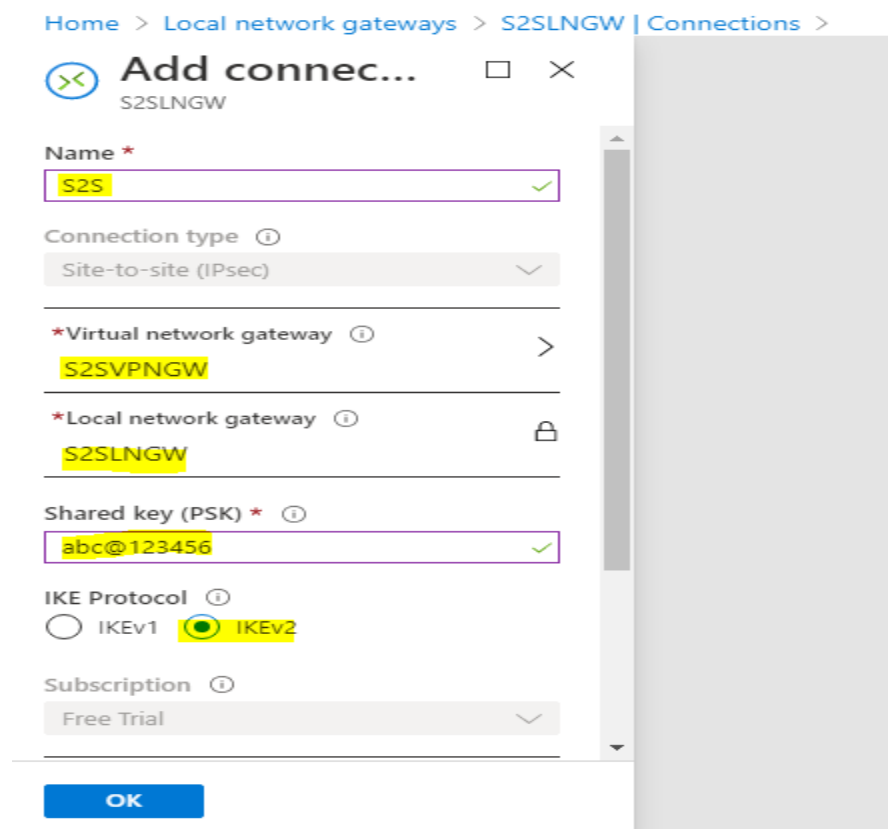 Home > Local network gateways > S2SLNGW | Connections >
Add connec...
S2SLNGW
Name *
S2S
Connection type
Site-to-site (IPsec)
*Virtual network gateway
S2SVPNGW
*Local network gateway
S2SLNGW
Shared key (PSK) *
abc@123456
IKE Protocol
IKEv1 IKEv2
Subscription
Free Trial
OK